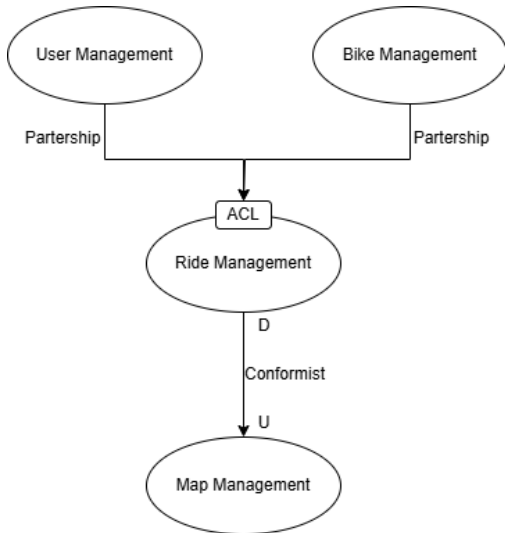 User Management
Bike Management
Partership
Partership
ACL
Ride Management
D
Conformist
U
Map Management